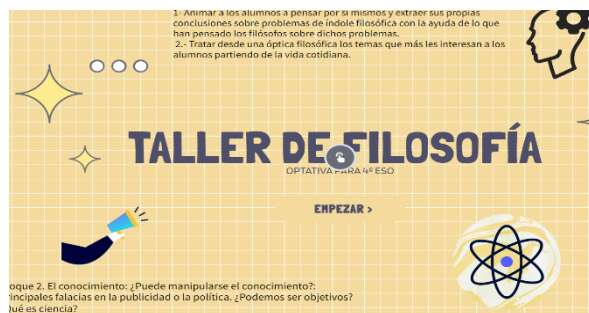 1- Animar a los alumnos a pensar por si mismos y extraer sus propias
conclusiones sobre problemas de índole filosófica con la ayuda de lo que
han pensado los filósofos sobre dichos problemas.
2.- Tratar desde una óptica filosófica los temas que más les interesan a los
alumnos partiendo de la vida cotidiana.
TALLER DE FILOSOFÍA
OPTATIVA PARA 4º ESO
EMPEZAR >
oque 2. El conocimiento: ¿Puede manipularse el conocimiento?:
rincipales falacias en la publicidad o la política. ¿Podemos ser objetivos?
Qué es ciencia?